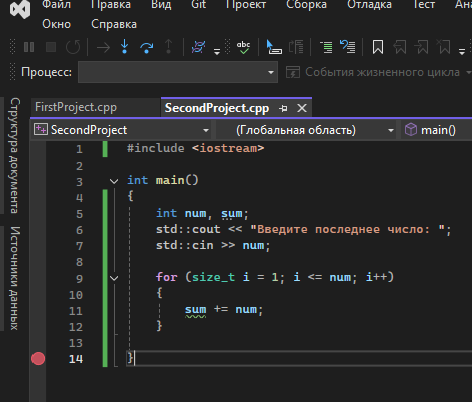 Файл Правка Вид Git Проект Сборка Отладка Тест
Окно Справка
Процесс: События жизненного цикла
FirstProject.cpp SecondProject.cpp
SecondProject (Глобальная область) main()
Структура документа
Источники данных
1 #include <iostream>
2
3 int main()
4 {
5 int num, sum;
6 std::cout << "Введите последнее число: ";
7 std::cin >> num;
8
9 for (size_t i = 1; i <= num; i++)
10 {
11 sum += num;
12 }
13
14 }